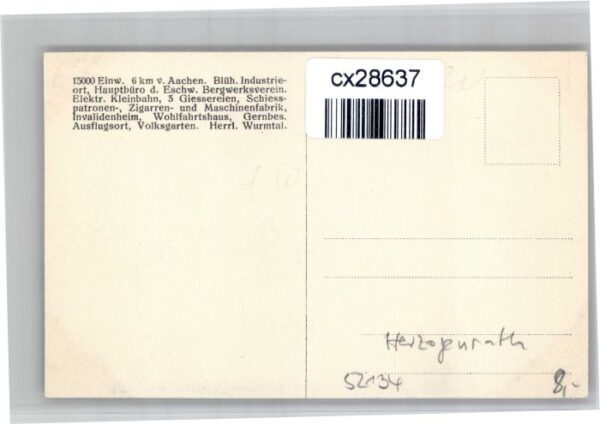 15000 Einw. 6 km v. Aachen. Blüh. Industrie-
ort, Hauptbüro d. Eschw. Bergwerksverein.
Elektr. Kleinbahn, 3 Giessereien, Schiess-
patronen-, Zigarren- und Maschinenfabrik,
Invalidenheim, Wohlfahrtshaus, Gernbes.
Ausflugsort, Volksgarten. Herrl. Wurmtal.
cx28637
Herzogenrath
52134
8,-